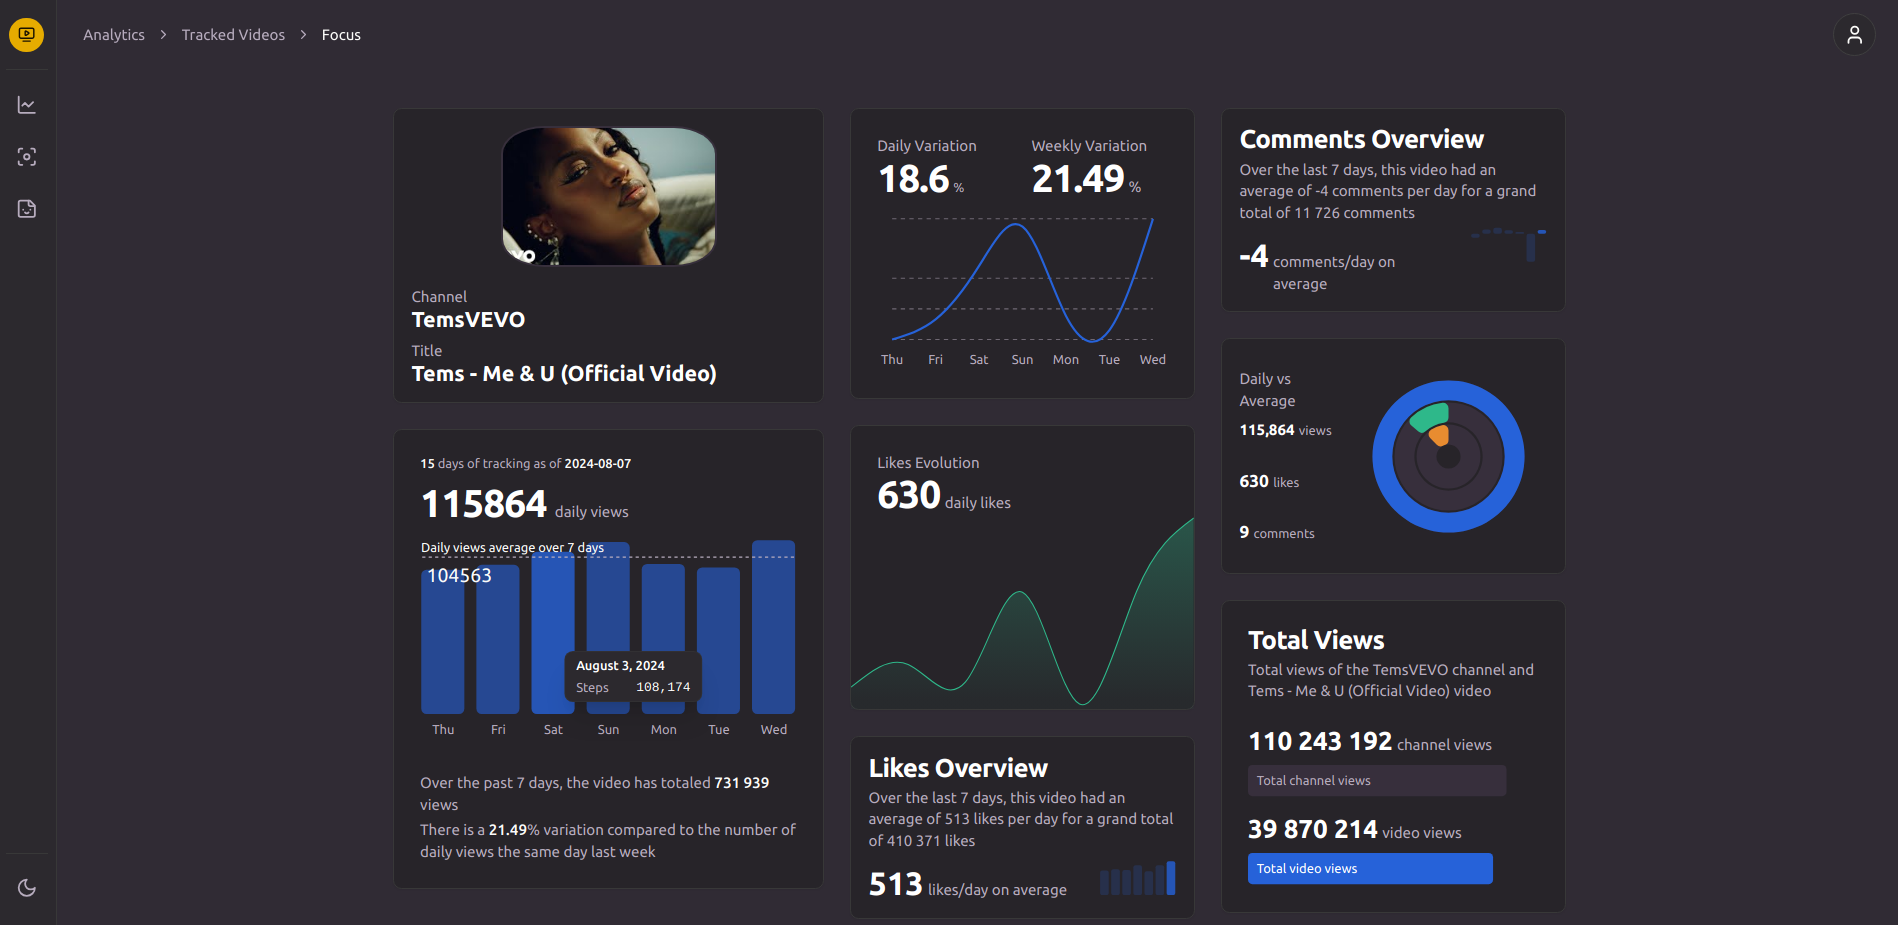 Analytics > Tracked Videos > Focus
VO
Channel
TemsVEVO
Title
Tems - Me & U (Official Video)
15 days of tracking as of 2024-08-07
115864 daily views
Daily views average over 7 days
104563
August 3, 2024
Steps 108,174
Thu Fri Sat Sun Mon Tue Wed
Over the past 7 days, the video has totaled 731 939
views
There is a 21.49% variation compared to the number of
daily views the same day last week
Daily Variation
18.6 %
Weekly Variation
21.49 %
Thu Fri Sat Sun Mon Tue Wed
Likes Evolution
630 daily likes
Likes Overview
Over the last 7 days, this video had an
average of 513 likes per day for a grand total
of 410 371 likes
513 likes/day on average
Comments Overview
Over the last 7 days, this video had an
average of -4 comments per day for a grand
total of 11 726 comments
-4 comments/day on
average
Daily vs
Average
115,864 views
630 likes
9 comments
Total Views
Total views of the TemsVEVO channel and
Tems - Me & U (Official Video) video
110 243 192 channel views
Total channel views
39 870 214 video views
Total video views